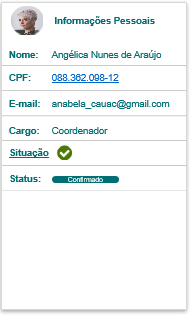 Informações Pessoais
Nome: Angélica Nunes de Araújo
CPF: 088.362.098-12
E-mail: anabela_cauac@gmail.com
Cargo: Coordenador
Situação
Status: Confirmado